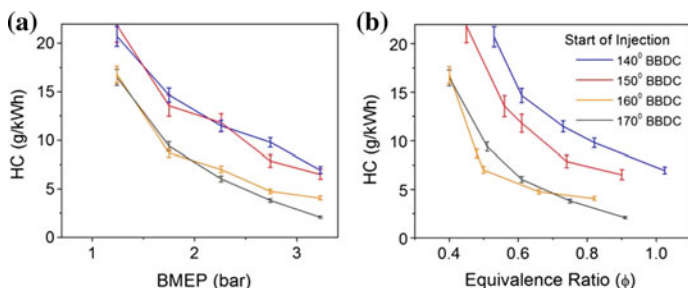 (a)
HC (g/kWh)
20
15
10
5
0
1
2
3
BMEP (bar)
(b)
HC (g/kWh)
20
15
10
5
0
0.4
0.6
0.8
1.0
Equivalence Ratio (ϕ)
Start of Injection
140⁰ BBDC
150⁰ BBDC
160⁰ BBDC
170⁰ BBDC